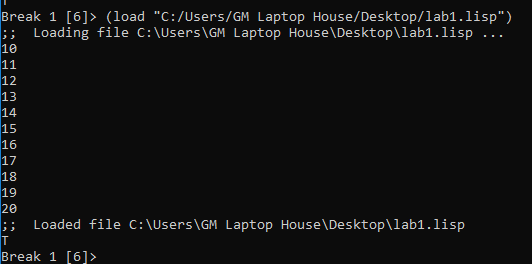 Break 1 [6]> (load "C:/Users/GM Laptop House/Desktop/lab1.lisp")
;;  Loading file C:\Users\GM Laptop House\Desktop\lab1.lisp ...
10
11
12
13
14
15
16
17
18
19
20
;;  Loaded file C:\Users\GM Laptop House\Desktop\lab1.lisp
T
Break 1 [6]>